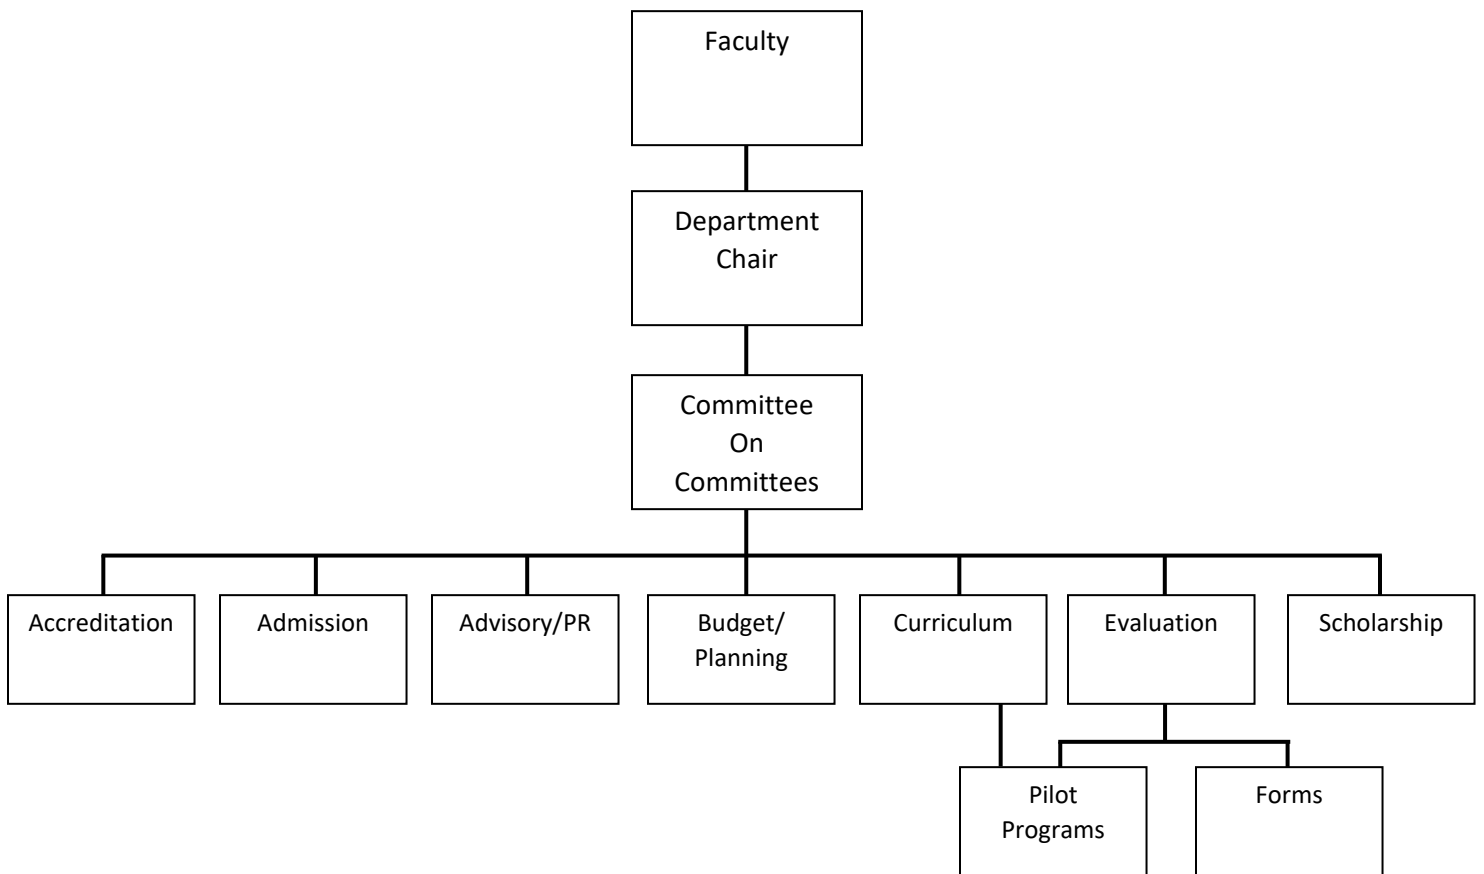 Faculty
Department
Chair
Committee
On
Committees
Accreditation
Admission
Advisory/PR
Budget/
Planning
Curriculum
Evaluation
Scholarship
Pilot
Programs
Forms